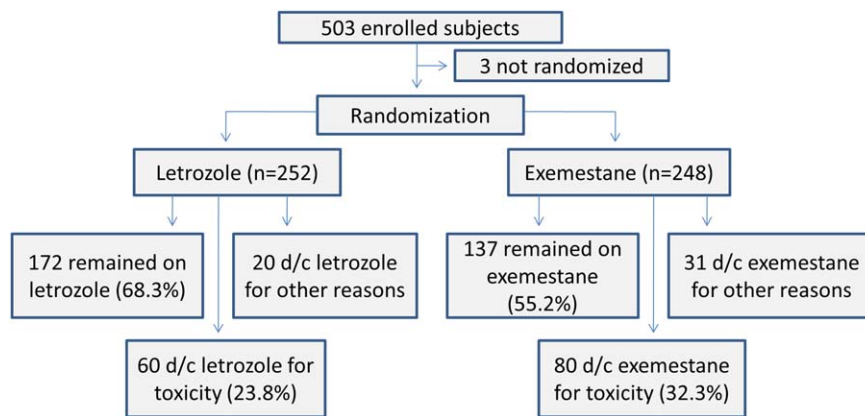 503 enrolled subjects
3 not randomized
Randomization
Letrozole (n=252)
Exemestane (n=248)
172 remained on
letrozole (68.3%)
20 d/c letrozole
for other reasons
137 remained on
exemestane
(55.2%)
31 d/c exemestane
for other reasons
60 d/c letrozole for
toxicity (23.8%)
80 d/c exemestane
for toxicity (32.3%)